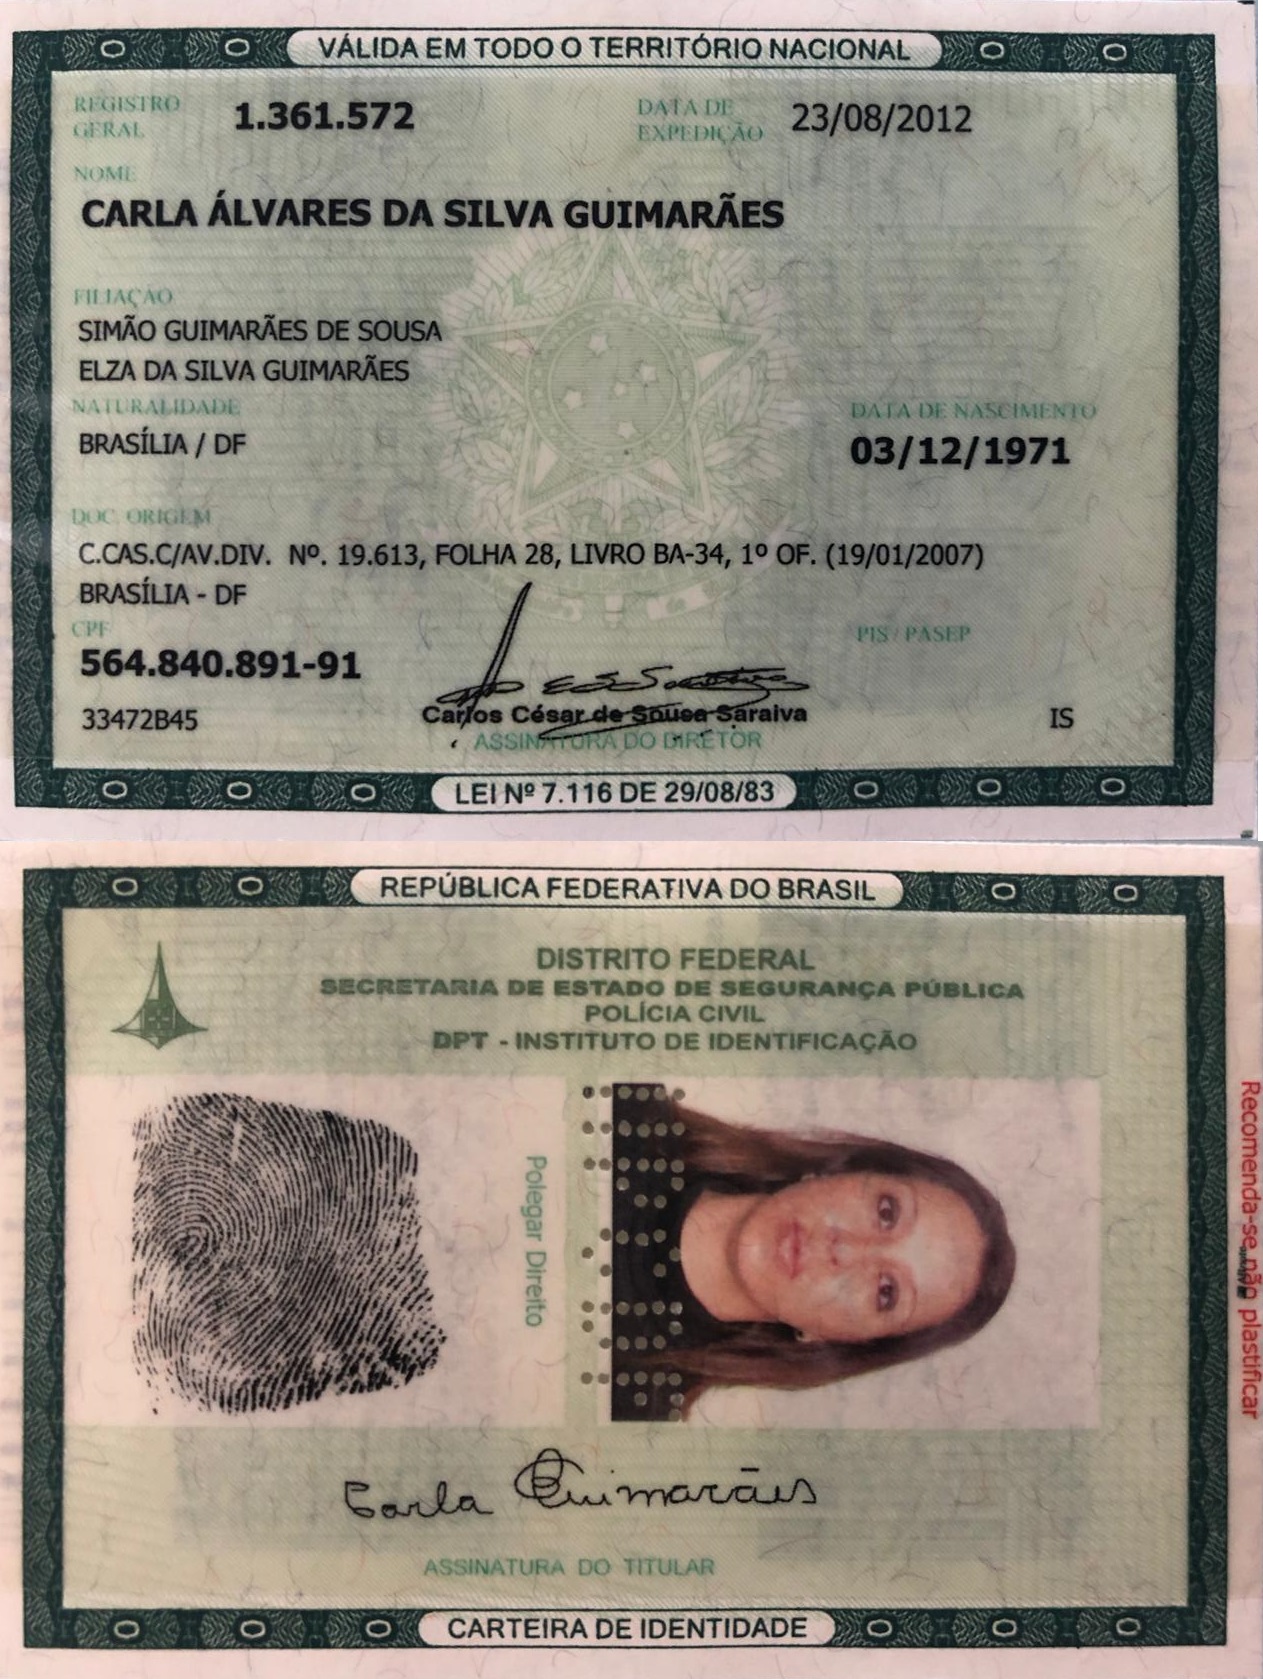 VÁLIDA EM TODO O TERRITÓRIO NACIONAL
REGISTRO GERAL 1.361.572 DATA DE EXPEDIÇÃO 23/08/2012
NOME
CARLA ÁLVARES DA SILVA GUIMARÃES
FILIAÇÃO
SIMÃO GUIMARÃES DE SOUSA
ELZA DA SILVA GUIMARÃES
NATURALIDADE DATA DE NASCIMENTO
BRASÍLIA / DF 03/12/1971
DOC. ORIGEM
C.CAS.C/AV.DIV. Nº. 19.613, FOLHA 28, LIVRO BA-34, 1º OF. (19/01/2007)
BRASÍLIA - DF
CPF PIS / PASEP
564.840.891-91
33472B45 Carlos César de Sousa Saraiva IS
ASSINATURA DO DIRETOR
LEI Nº 7.116 DE 29/08/83
REPÚBLICA FEDERATIVA DO BRASIL
DISTRITO FEDERAL
SECRETARIA DE ESTADO DE SEGURANÇA PÚBLICA
POLÍCIA CIVIL
DPT - INSTITUTO DE IDENTIFICAÇÃO
Polegar Direito
Recomenda-se não plastificar
Carla Guimarães
ASSINATURA DO TITULAR
CARTEIRA DE IDENTIDADE